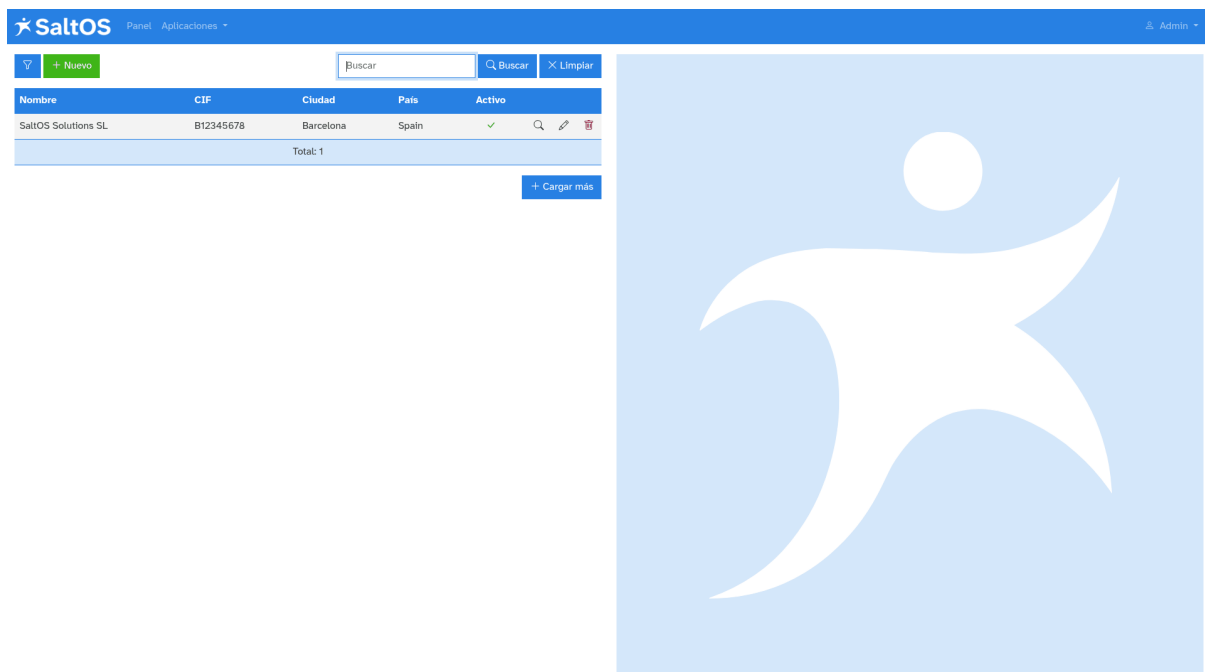 SaltOS Panel Aplicaciones Admin
+ Nuevo Buscar Buscar Limpiar
Nombre CIF Ciudad País Activo
SaltOS Solutions SL B12345678 Barcelona Spain
Total: 1
+ Cargar más